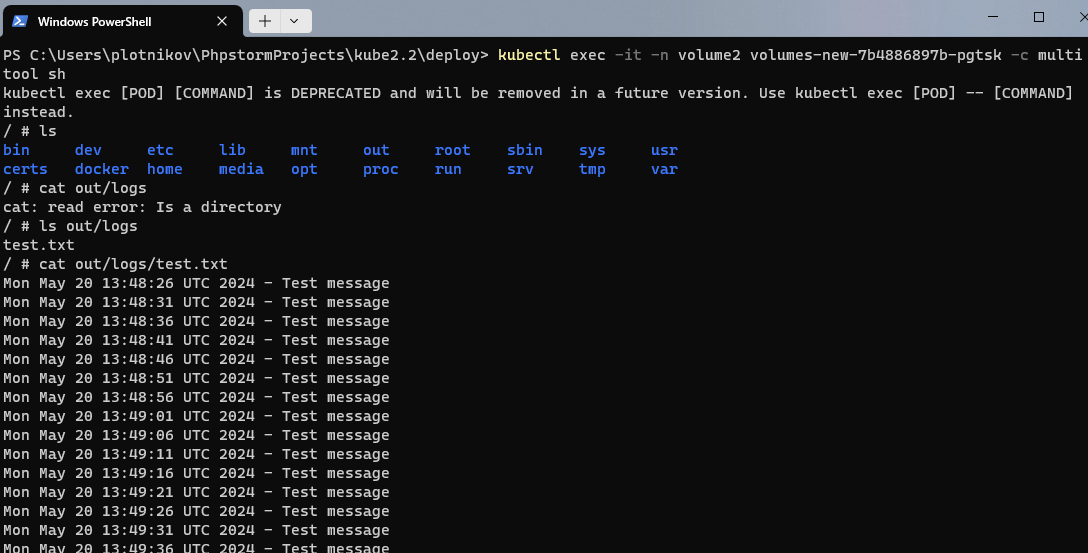 Windows PowerShell
PS C:\Users\plotnikov\PhpstormProjects\kube2.2\deploy> kubectl exec -it -n volume2 volumes-new-7b4886897b-pgtsk -c multi
tool sh
kubectl exec [POD] [COMMAND] is DEPRECATED and will be removed in a future version. Use kubectl exec [POD] -- [COMMAND]
instead.
/ # ls
bin     dev     etc     lib     mnt     out     root    sbin    sys     usr
certs   docker  home    media   opt     proc    run     srv     tmp     var
/ # cat out/logs
cat: read error: Is a directory
/ # ls out/logs
test.txt
/ # cat out/logs/test.txt
Mon May 20 13:48:26 UTC 2024 - Test message
Mon May 20 13:48:31 UTC 2024 - Test message
Mon May 20 13:48:36 UTC 2024 - Test message
Mon May 20 13:48:41 UTC 2024 - Test message
Mon May 20 13:48:46 UTC 2024 - Test message
Mon May 20 13:48:51 UTC 2024 - Test message
Mon May 20 13:48:56 UTC 2024 - Test message
Mon May 20 13:49:01 UTC 2024 - Test message
Mon May 20 13:49:06 UTC 2024 - Test message
Mon May 20 13:49:11 UTC 2024 - Test message
Mon May 20 13:49:16 UTC 2024 - Test message
Mon May 20 13:49:21 UTC 2024 - Test message
Mon May 20 13:49:26 UTC 2024 - Test message
Mon May 20 13:49:31 UTC 2024 - Test message
Mon May 20 13:49:36 UTC 2024 - Test message